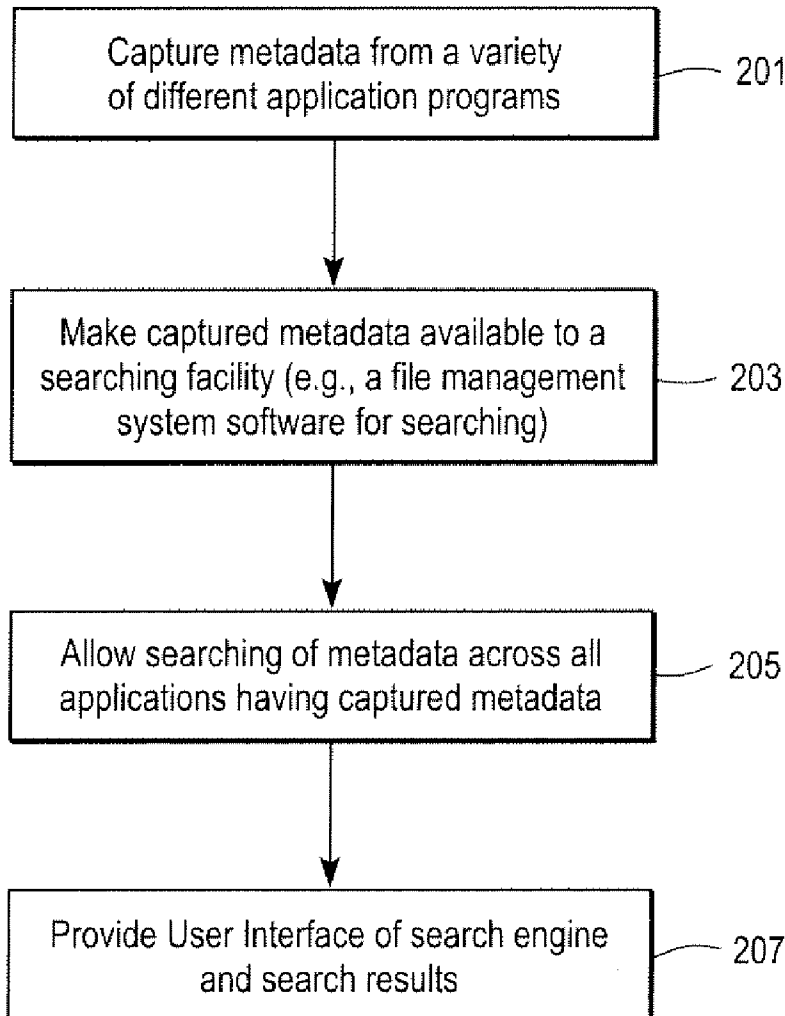 Capture metadata from a variety
of different application programs
201
Make captured metadata available to a
searching facility (e.g., a file management
system software for searching)
203
Allow searching of metadata across all
applications having captured metadata
205
Provide User Interface of search engine
and search results
207